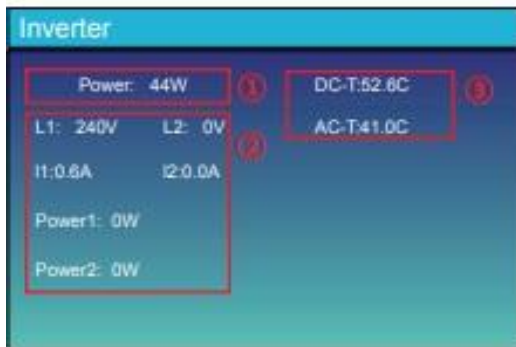 Inverter
Power: 44W ①
DC-T:52.6C ③
AC-T:41.0C
L1: 240V L2: 0V ②
I1:0.6A I2:0.0A
Power1: 0W
Power2: 0W